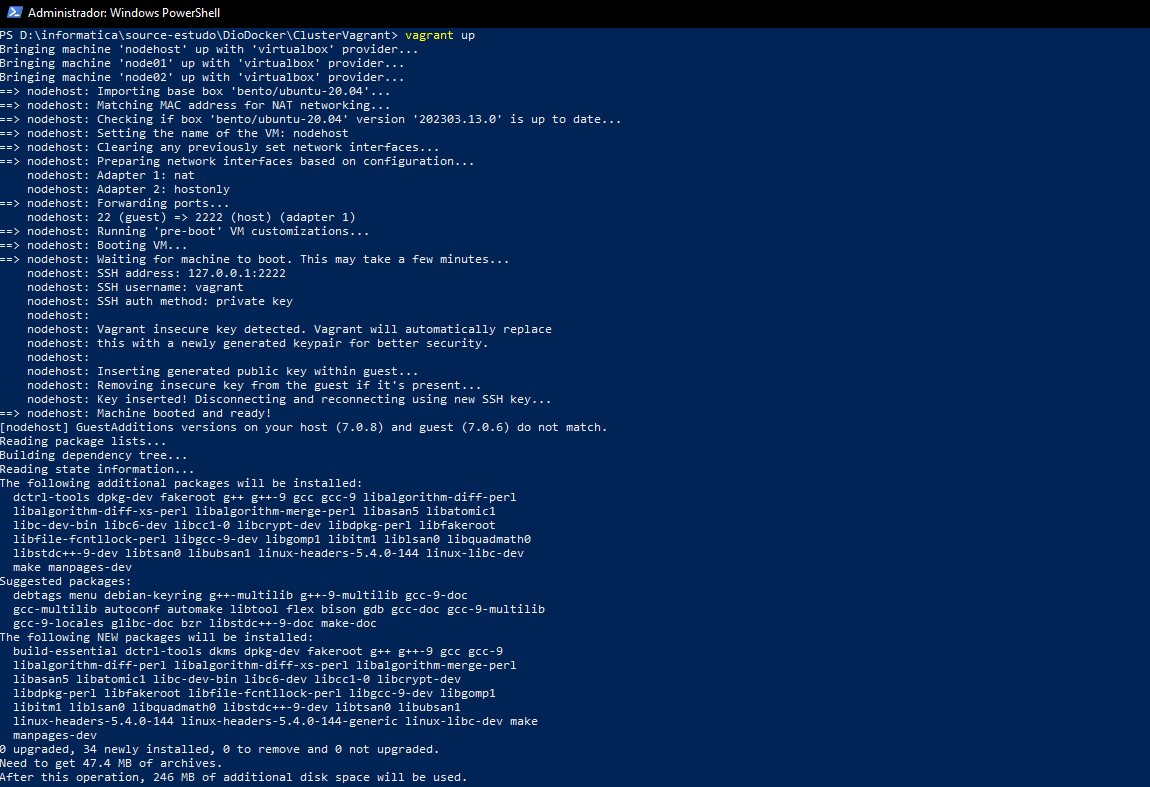 Administrador: Windows PowerShell
PS D:\informatica\source-estudo\DioDocker\ClusterVagrant> vagrant up
Bringing machine 'nodehost' up with 'virtualbox' provider...
Bringing machine 'node01' up with 'virtualbox' provider...
Bringing machine 'node02' up with 'virtualbox' provider...
==> nodehost: Importing base box 'bento/ubuntu-20.04'...
==> nodehost: Matching MAC address for NAT networking...
==> nodehost: Checking if box 'bento/ubuntu-20.04' version '202303.13.0' is up to date...
==> nodehost: Setting the name of the VM: nodehost
==> nodehost: Clearing any previously set network interfaces...
==> nodehost: Preparing network interfaces based on configuration...
    nodehost: Adapter 1: nat
    nodehost: Adapter 2: hostonly
==> nodehost: Forwarding ports...
    nodehost: 22 (guest) => 2222 (host) (adapter 1)
==> nodehost: Running 'pre-boot' VM customizations...
==> nodehost: Booting VM...
==> nodehost: Waiting for machine to boot. This may take a few minutes...
    nodehost: SSH address: 127.0.0.1:2222
    nodehost: SSH username: vagrant
    nodehost: SSH auth method: private key
    nodehost:
    nodehost: Vagrant insecure key detected. Vagrant will automatically replace
    nodehost: this with a newly generated keypair for better security.
    nodehost:
    nodehost: Inserting generated public key within guest...
    nodehost: Removing insecure key from the guest if it's present...
    nodehost: Key inserted! Disconnecting and reconnecting using new SSH key...
==> nodehost: Machine booted and ready!
[nodehost] GuestAdditions versions on your host (7.0.8) and guest (7.0.6) do not match.
Reading package lists...
Building dependency tree...
Reading state information...
The following additional packages will be installed:
  dctrl-tools dpkg-dev fakeroot g++ g++-9 gcc gcc-9 libalgorithm-diff-perl
  libalgorithm-diff-xs-perl libalgorithm-merge-perl libasan5 libatomic1
  libc-dev-bin libc6-dev libcc1-0 libcrypt-dev libdpkg-perl libfakeroot
  libfile-fcntllock-perl libgcc-9-dev libgomp1 libitm1 liblsan0 libquadmath0
  libstdc++-9-dev libtsan0 libubsan1 linux-headers-5.4.0-144 linux-libc-dev
  make manpages-dev
Suggested packages:
  debtags menu debian-keyring g++-multilib g++-9-multilib gcc-9-doc
  gcc-multilib autoconf automake libtool flex bison gdb gcc-doc gcc-9-multilib
  gcc-9-locales glibc-doc bzr libstdc++-9-doc make-doc
The following NEW packages will be installed:
  build-essential dctrl-tools dkms dpkg-dev fakeroot g++ g++-9 gcc gcc-9
  libalgorithm-diff-perl libalgorithm-diff-xs-perl libalgorithm-merge-perl
  libasan5 libatomic1 libc-dev-bin libc6-dev libcc1-0 libcrypt-dev
  libdpkg-perl libfakeroot libfile-fcntllock-perl libgcc-9-dev libgomp1
  libitm1 liblsan0 libquadmath0 libstdc++-9-dev libtsan0 libubsan1
  linux-headers-5.4.0-144 linux-headers-5.4.0-144-generic linux-libc-dev make
  manpages-dev
0 upgraded, 34 newly installed, 0 to remove and 0 not upgraded.
Need to get 47.4 MB of archives.
After this operation, 246 MB of additional disk space will be used.